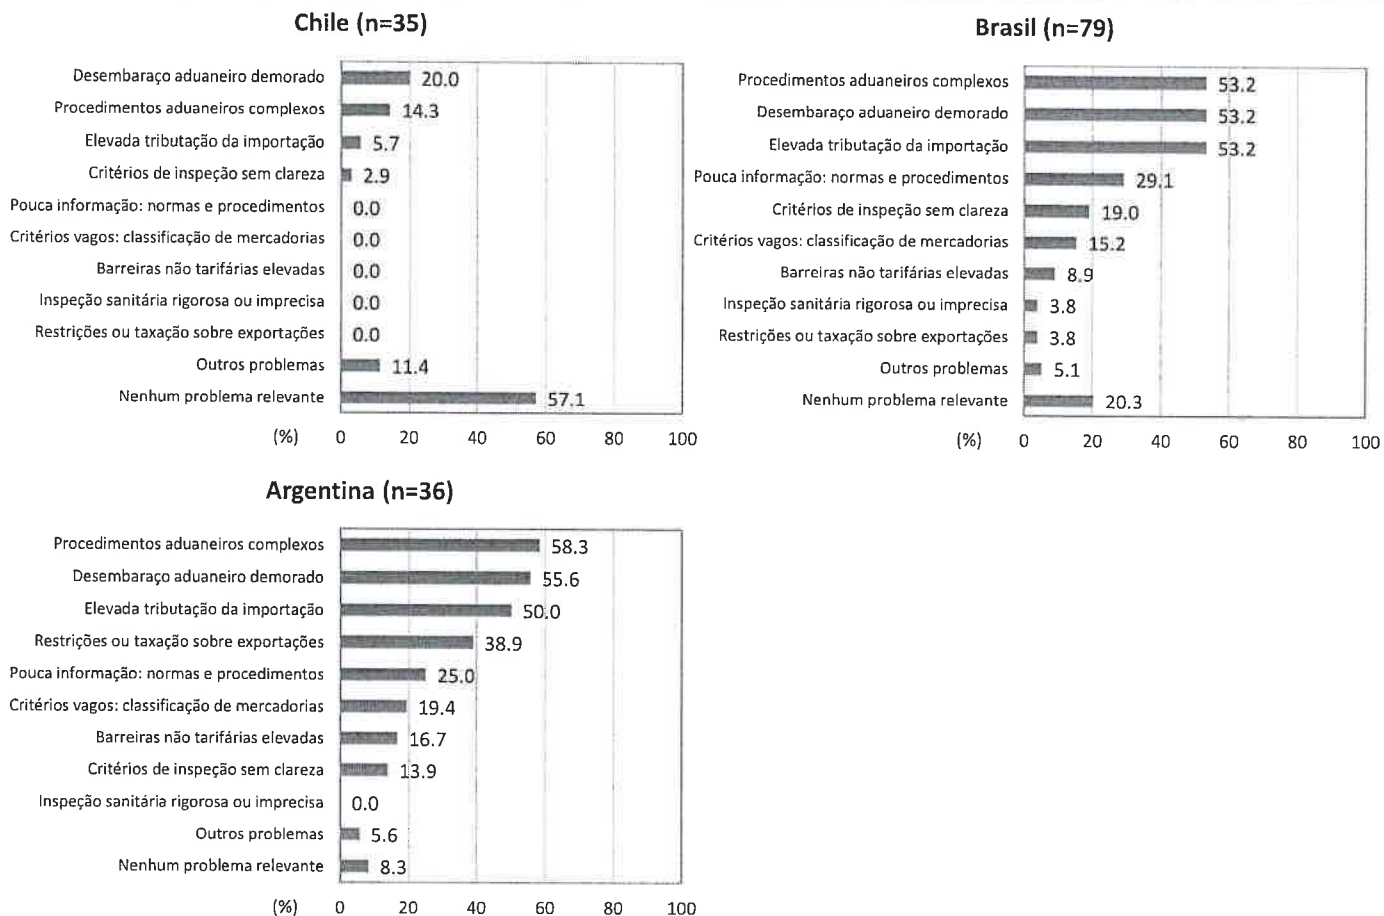 Chile (n=35)
Desembaraço aduaneiro demorado 20.0
Procedimentos aduaneiros complexos 14.3
Elevada tributação da importação 5.7
Critérios de inspeção sem clareza 2.9
Pouca informação: normas e procedimentos 0.0
Critérios vagos: classificação de mercadorias 0.0
Barreiras não tarifárias elevadas 0.0
Inspeção sanitária rigorosa ou imprecisa 0.0
Restrições ou taxação sobre exportações 0.0
Outros problemas 11.4
Nenhum problema relevante 57.1
(%) 0 20 40 60 80 100
Brasil (n=79)
Procedimentos aduaneiros complexos 53.2
Desembaraço aduaneiro demorado 53.2
Elevada tributação da importação 53.2
Pouca informação: normas e procedimentos 29.1
Critérios de inspeção sem clareza 19.0
Critérios vagos: classificação de mercadorias 15.2
Barreiras não tarifárias elevadas 8.9
Inspeção sanitária rigorosa ou imprecisa 3.8
Restrições ou taxação sobre exportações 3.8
Outros problemas 5.1
Nenhum problema relevante 20.3
(%) 0 20 40 60 80 100
Argentina (n=36)
Procedimentos aduaneiros complexos 58.3
Desembaraço aduaneiro demorado 55.6
Elevada tributação da importação 50.0
Restrições ou taxação sobre exportações 38.9
Pouca informação: normas e procedimentos 25.0
Critérios vagos: classificação de mercadorias 19.4
Barreiras não tarifárias elevadas 16.7
Critérios de inspeção sem clareza 13.9
Inspeção sanitária rigorosa ou imprecisa 0.0
Outros problemas 5.6
Nenhum problema relevante 8.3
(%) 0 20 40 60 80 100